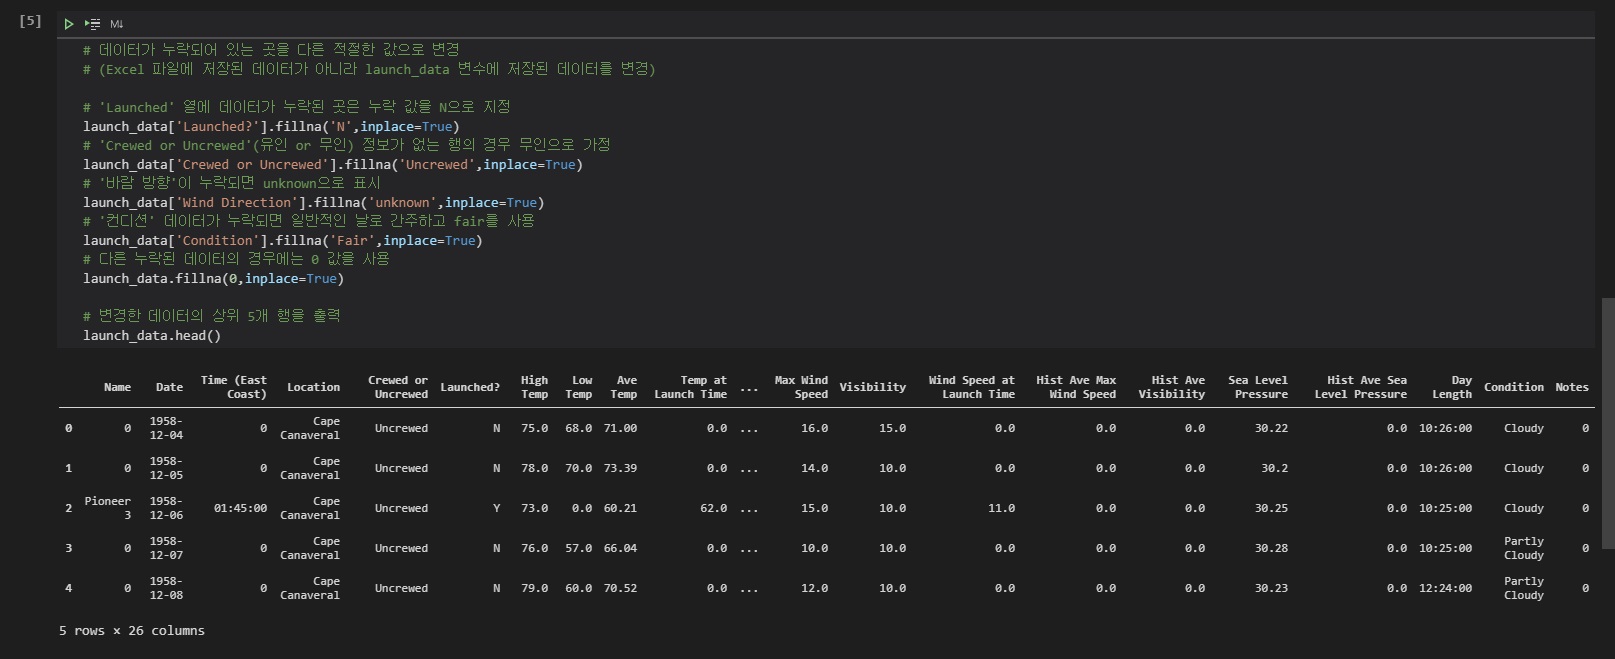 [5]
M↓
# 데이터가 누락되어 있는 곳을 다른 적절한 값으로 변경
# (Excel 파일에 저장된 데이터가 아니라 launch_data 변수에 저장된 데이터를 변경)
# 'Launched' 열에 데이터가 누락된 곳은 누락 값을 N으로 지정
launch_data['Launched?'].fillna('N',inplace=True)
# 'Crewed or Uncrewed'(유인 or 무인) 정보가 없는 행의 경우 무인으로 가정
launch_data['Crewed or Uncrewed'].fillna('Uncrewed',inplace=True)
# '바람 방향'이 누락되면 unknown으로 표시
launch_data['Wind Direction'].fillna('unknown',inplace=True)
# '컨디션' 데이터가 누락되면 일반적인 날로 간주하고 fair를 사용
launch_data['Condition'].fillna('Fair',inplace=True)
# 다른 누락된 데이터의 경우에는 0 값을 사용
launch_data.fillna(0,inplace=True)
# 변경한 데이터의 상위 5개 행을 출력
launch_data.head()
Name Date Time (East Coast) Location Crewed or Uncrewed Launched? High Temp Low Temp Ave Temp Temp at Launch Time ... Max Wind Speed Visibility Wind Speed at Launch Time Hist Ave Max Wind Speed Hist Ave Visibility Sea Level Pressure Hist Ave Sea Level Pressure Day Length Condition Notes
0 0 1958-12-04 0 Cape Canaveral Uncrewed N 75.0 68.0 71.00 0.0 ... 16.0 15.0 0.0 0.0 0.0 30.22 0.0 10:26:00 Cloudy 0
1 0 1958-12-05 0 Cape Canaveral Uncrewed N 78.0 70.0 73.39 0.0 ... 14.0 10.0 0.0 0.0 0.0 30.2 0.0 10:26:00 Cloudy 0
2 Pioneer 3 1958-12-06 01:45:00 Cape Canaveral Uncrewed Y 73.0 0.0 60.21 62.0 ... 15.0 10.0 11.0 0.0 0.0 30.25 0.0 10:25:00 Cloudy 0
3 0 1958-12-07 0 Cape Canaveral Uncrewed N 76.0 57.0 66.04 0.0 ... 10.0 10.0 0.0 0.0 0.0 30.28 0.0 10:25:00 Partly Cloudy 0
4 0 1958-12-08 0 Cape Canaveral Uncrewed N 79.0 60.0 70.52 0.0 ... 12.0 10.0 0.0 0.0 0.0 30.23 0.0 12:24:00 Partly Cloudy 0
5 rows × 26 columns